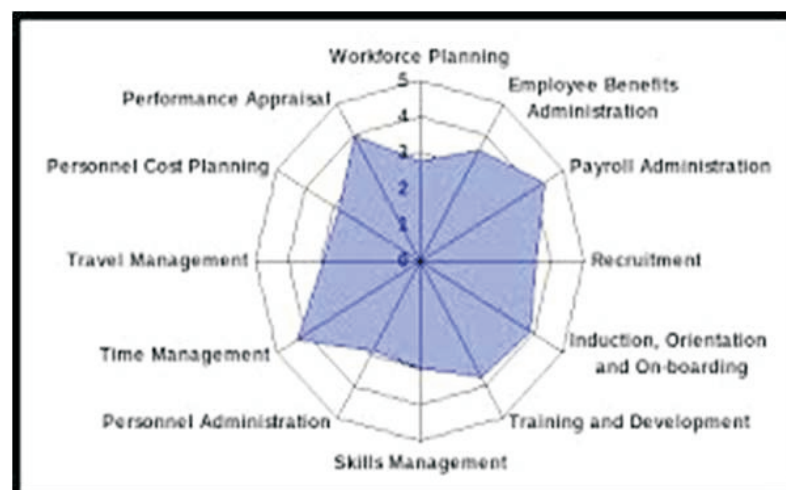 Workforce Planning
Employee Benefits
Administration
Payroll Administration
Recruitment
Induction, Orientation
and On-boarding
Training and Development
Skills Management
Personnel Administration
Time Management
Travel Management
Personnel Cost Planning
Performance Appraisal
5
4
3
2
1
0